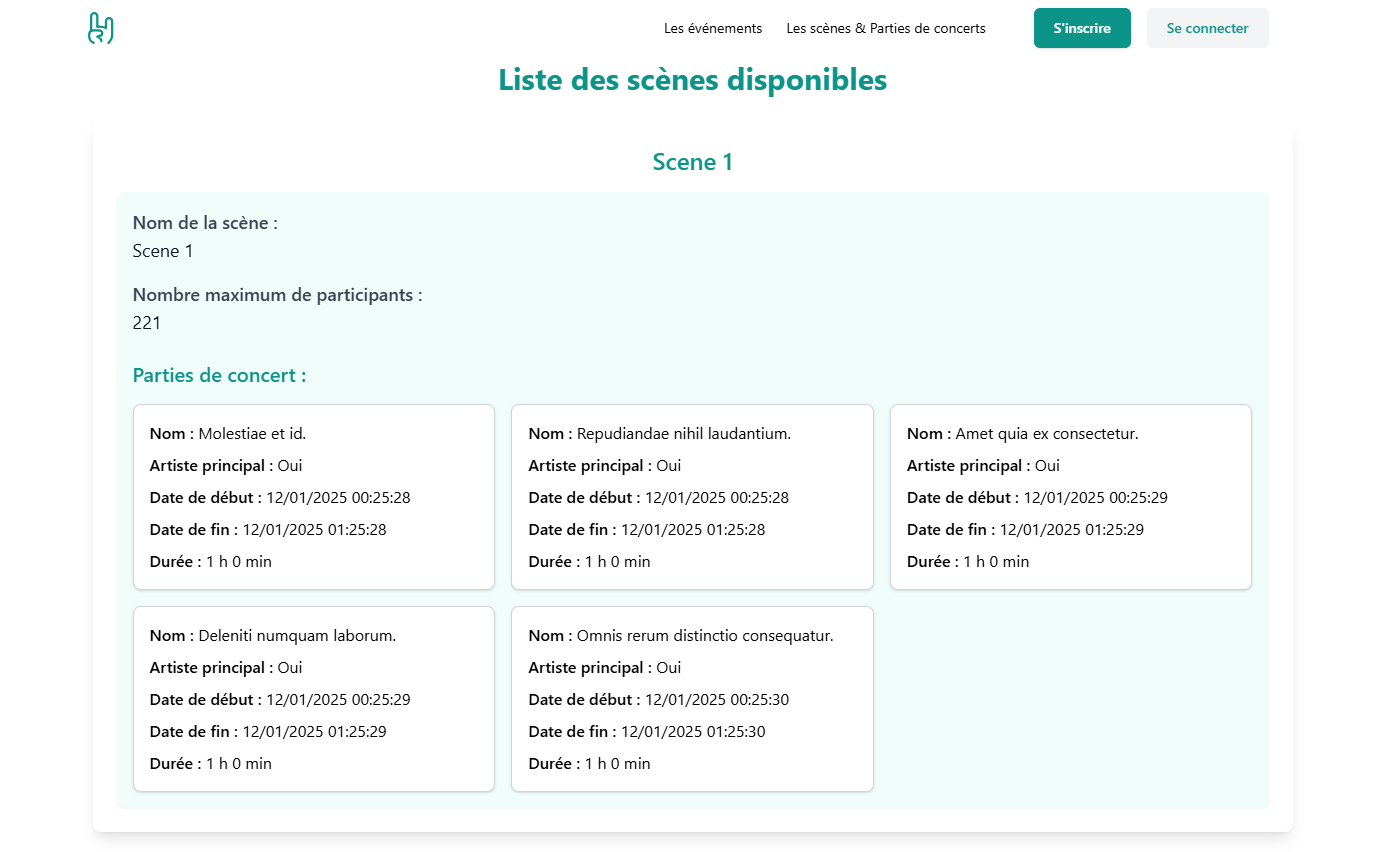 Les événements Les scènes & Parties de concerts S'inscrire Se connecter
Liste des scènes disponibles
Scene 1
Nom de la scène :
Scene 1
Nombre maximum de participants :
221
Parties de concert :
Nom : Molestiae et id.
Artiste principal : Oui
Date de début : 12/01/2025 00:25:28
Date de fin : 12/01/2025 01:25:28
Durée : 1 h 0 min
Nom : Repudiandae nihil laudantium.
Artiste principal : Oui
Date de début : 12/01/2025 00:25:28
Date de fin : 12/01/2025 01:25:28
Durée : 1 h 0 min
Nom : Amet quia ex consectetur.
Artiste principal : Oui
Date de début : 12/01/2025 00:25:29
Date de fin : 12/01/2025 01:25:29
Durée : 1 h 0 min
Nom : Deleniti numquam laborum.
Artiste principal : Oui
Date de début : 12/01/2025 00:25:29
Date de fin : 12/01/2025 01:25:29
Durée : 1 h 0 min
Nom : Omnis rerum distinctio consequatur.
Artiste principal : Oui
Date de début : 12/01/2025 00:25:30
Date de fin : 12/01/2025 01:25:30
Durée : 1 h 0 min